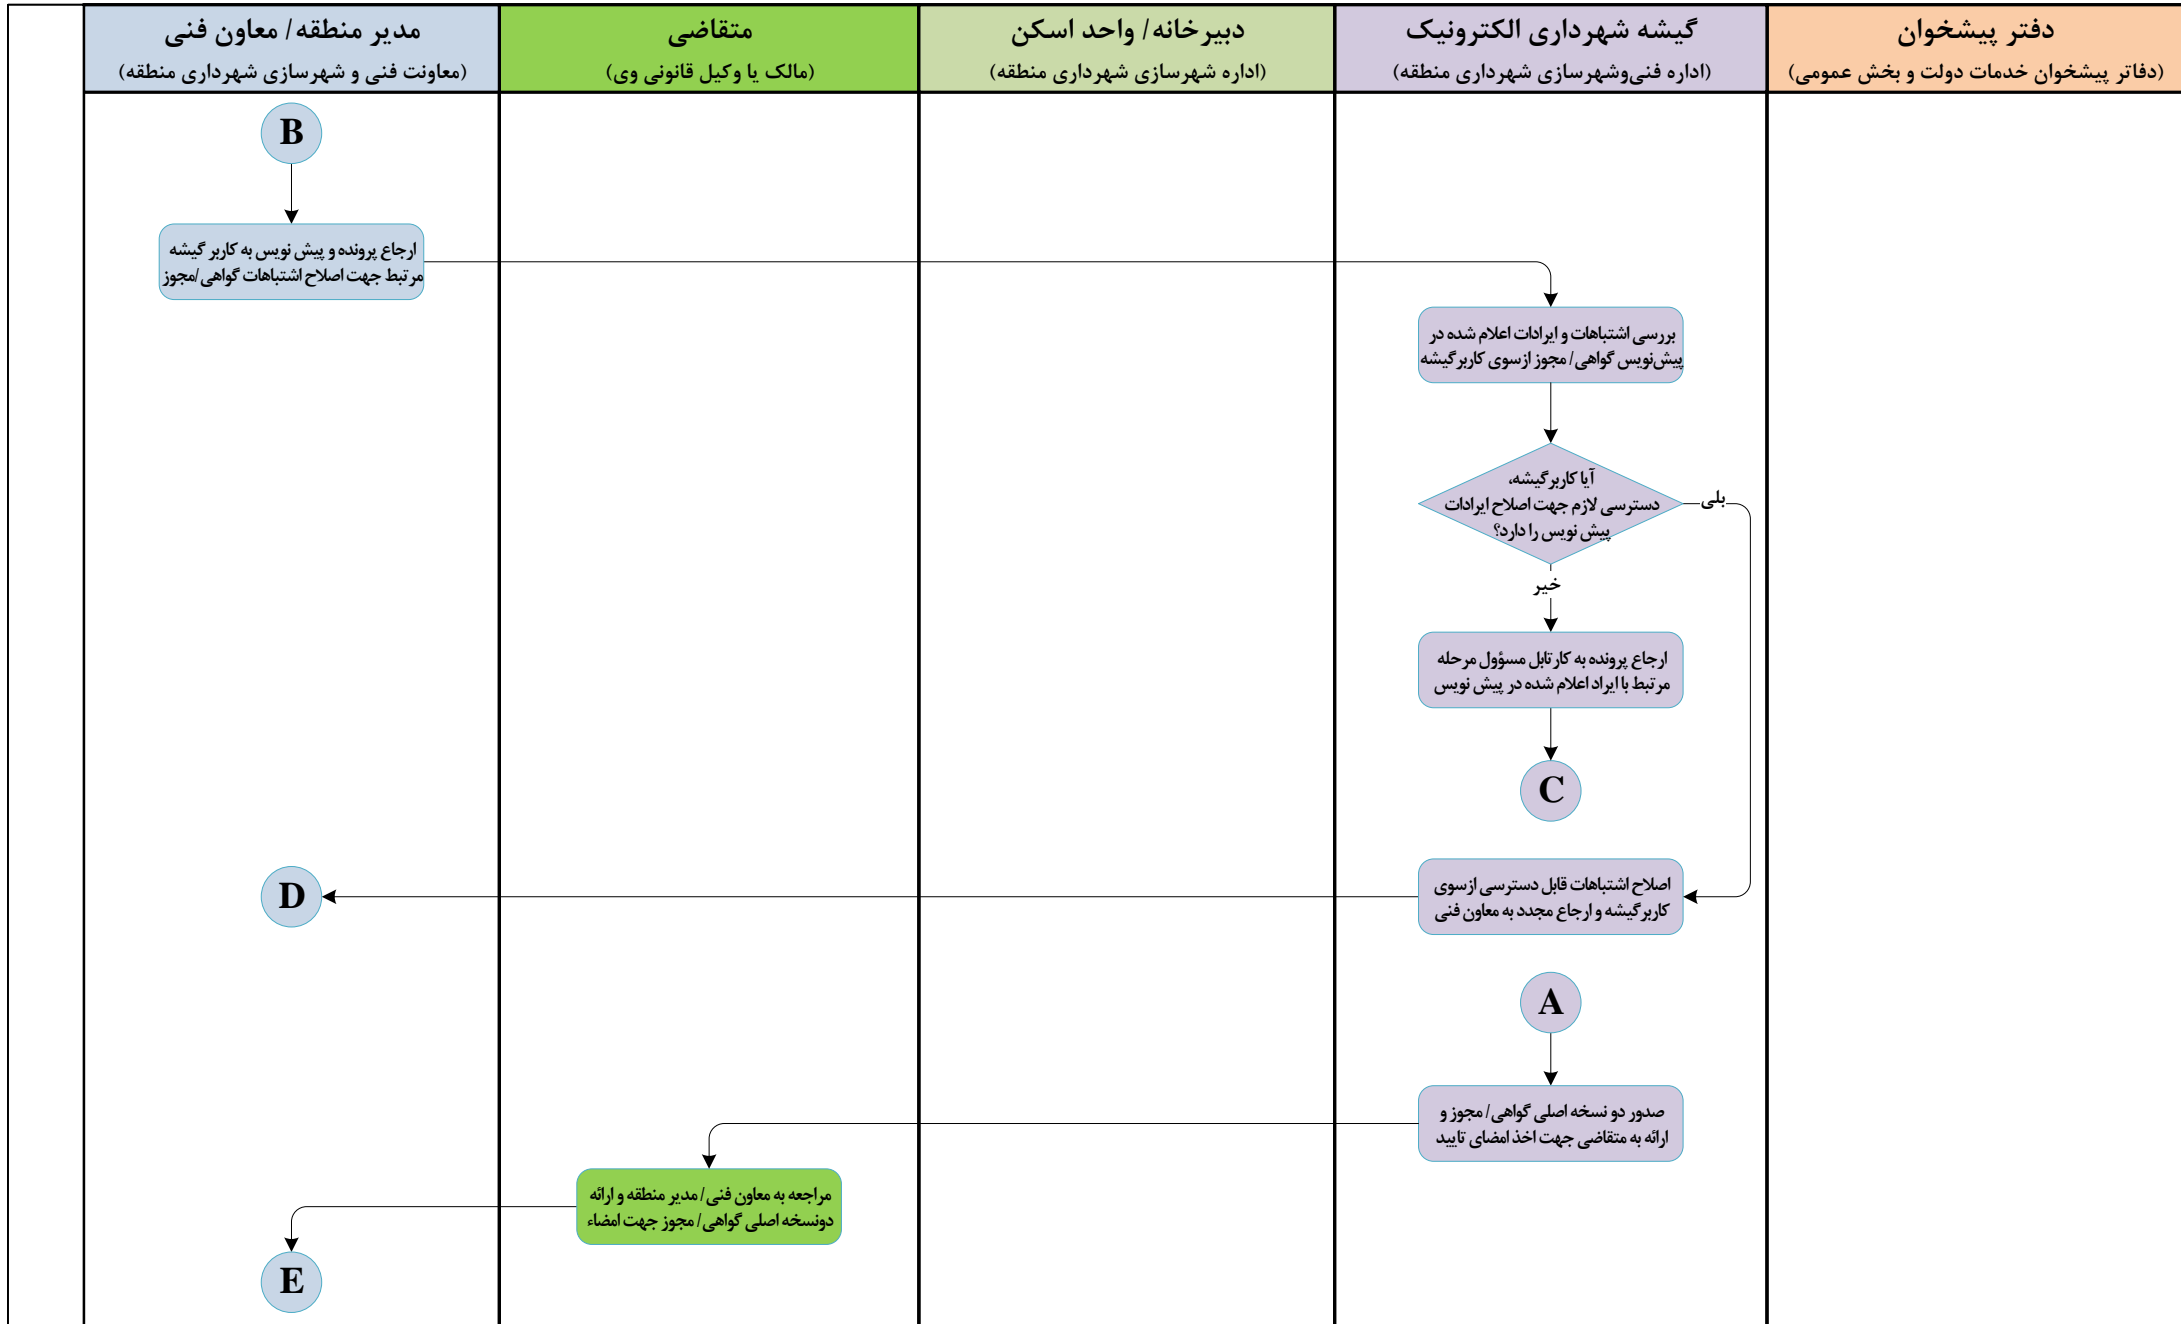 دفتر پیشخوان
(دفاتر پیشخوان خدمات دولت و بخش عمومی)
گیشه شهرداری الکترونیک
(اداره فنی‌وشهرسازی شهرداری منطقه)
دبیرخانه/ واحد اسکن
(اداره شهرسازی شهرداری منطقه)
متقاضی
(مالک یا وکیل قانونی وی)
مدیر منطقه/ معاون فنی
(معاونت فنی و شهرسازی شهرداری منطقه)
B
ارجاع پرونده و پیش نویس به کاربر گیشه
مرتبط جهت اصلاح اشتباهات گواهی/مجوز
بررسی اشتباهات و ایرادات اعلام شده در
پیش‌نویس گواهی/ مجوز ازسوی کاربرگیشه
آیا کاربرگیشه،
دسترسی لازم جهت اصلاح ایرادات
پیش نویس را دارد؟
بلی
خیر
ارجاع پرونده به کارتابل مسؤول مرحله
مرتبط با ایراد اعلام شده در پیش نویس
C
اصلاح اشتباهات قابل دسترسی ازسوی
کاربرگیشه و ارجاع مجدد به معاون فنی
D
A
صدور دو نسخه اصلی گواهی/ مجوز و
ارائه به متقاضی جهت اخذ امضای تایید
مراجعه به معاون فنی/ مدیر منطقه و ارائه
دونسخه اصلی گواهی/ مجوز جهت امضاء
E